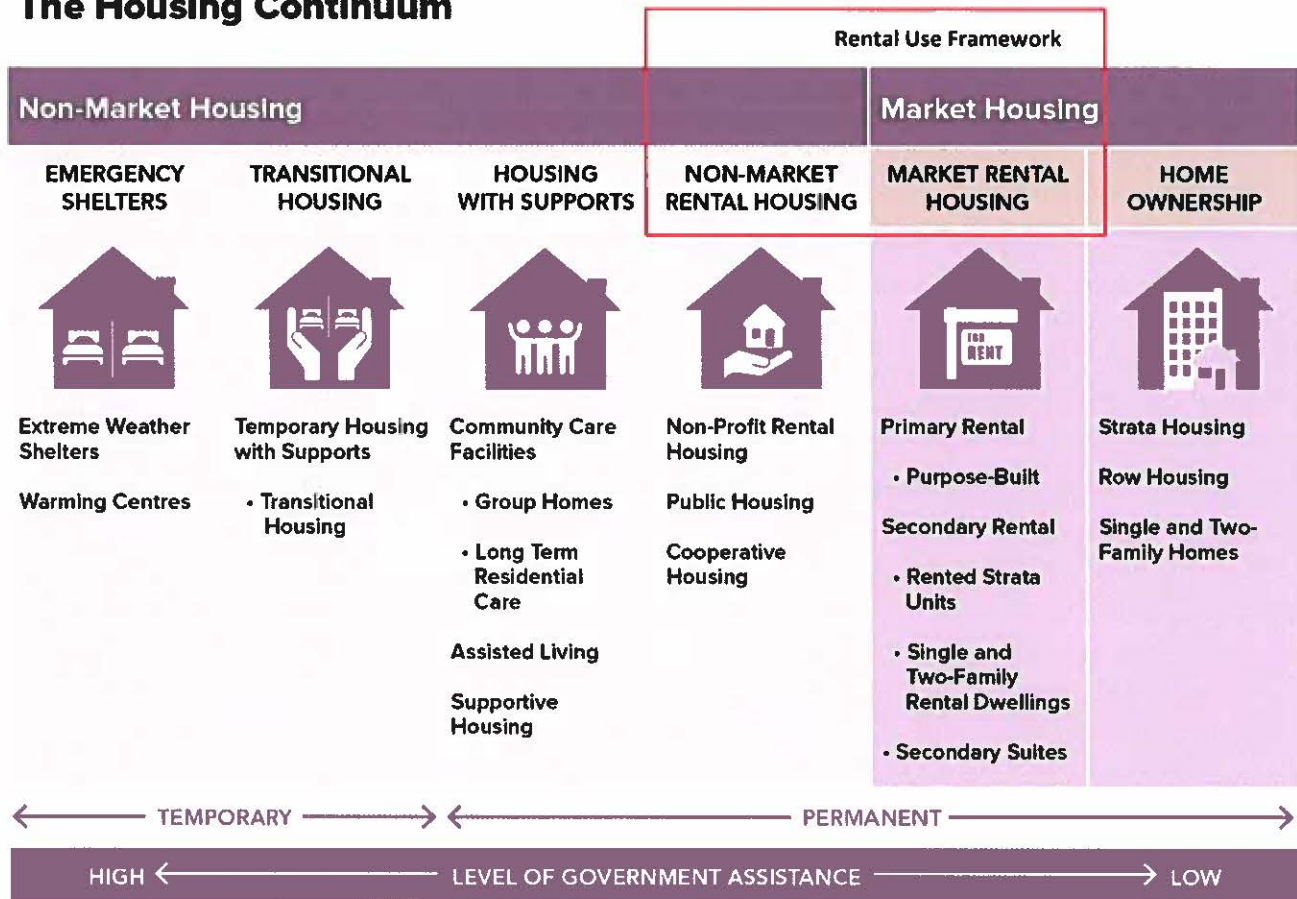 The Housing Continuum
Rental Use Framework
Non-Market Housing
Market Housing
EMERGENCY
SHELTERS
TRANSITIONAL
HOUSING
HOUSING
WITH SUPPORTS
NON-MARKET
RENTAL HOUSING
MARKET RENTAL
HOUSING
HOME
OWNERSHIP
FOR
RENT
Extreme Weather
Shelters
Warming Centres
Temporary Housing
with Supports
• Transitional
Housing
Community Care
Facilities
• Group Homes
• Long Term
Residential
Care
Assisted Living
Supportive
Housing
Non-Profit Rental
Housing
Public Housing
Cooperative
Housing
Primary Rental
• Purpose-Built
Secondary Rental
• Rented Strata
Units
• Single and
Two-Family
Rental Dwellings
• Secondary Suites
Strata Housing
Row Housing
Single and Two-
Family Homes
TEMPORARY
PERMANENT
HIGH
LEVEL OF GOVERNMENT ASSISTANCE
LOW